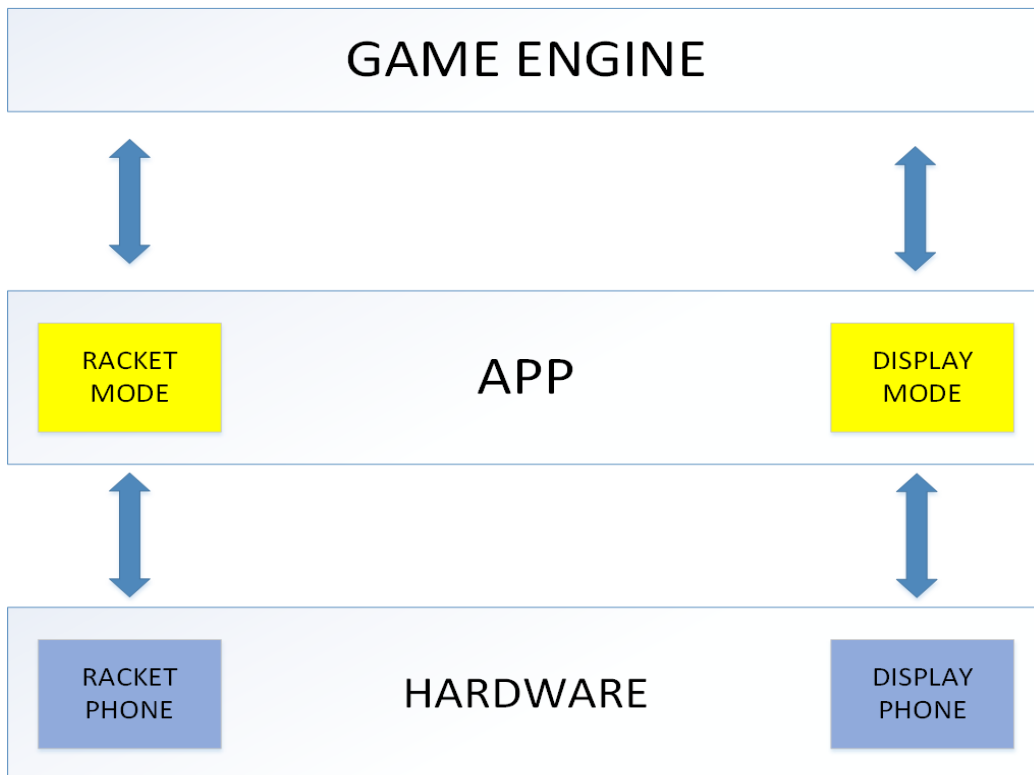 GAME ENGINE
RACKET
MODE
APP
DISPLAY
MODE
RACKET
PHONE
HARDWARE
DISPLAY
PHONE